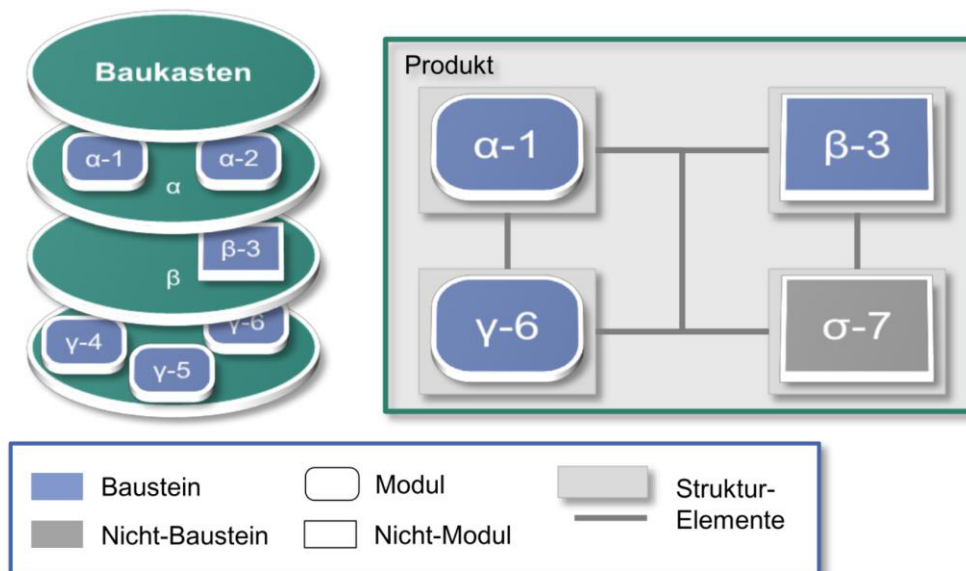 Baukasten
α-1
α-2
α
β-3
β
γ-4
γ-5
γ-6
Produkt
α-1
β-3
γ-6
σ-7
Baustein
Nicht-Baustein
Modul
Nicht-Modul
Struktur-
Elemente